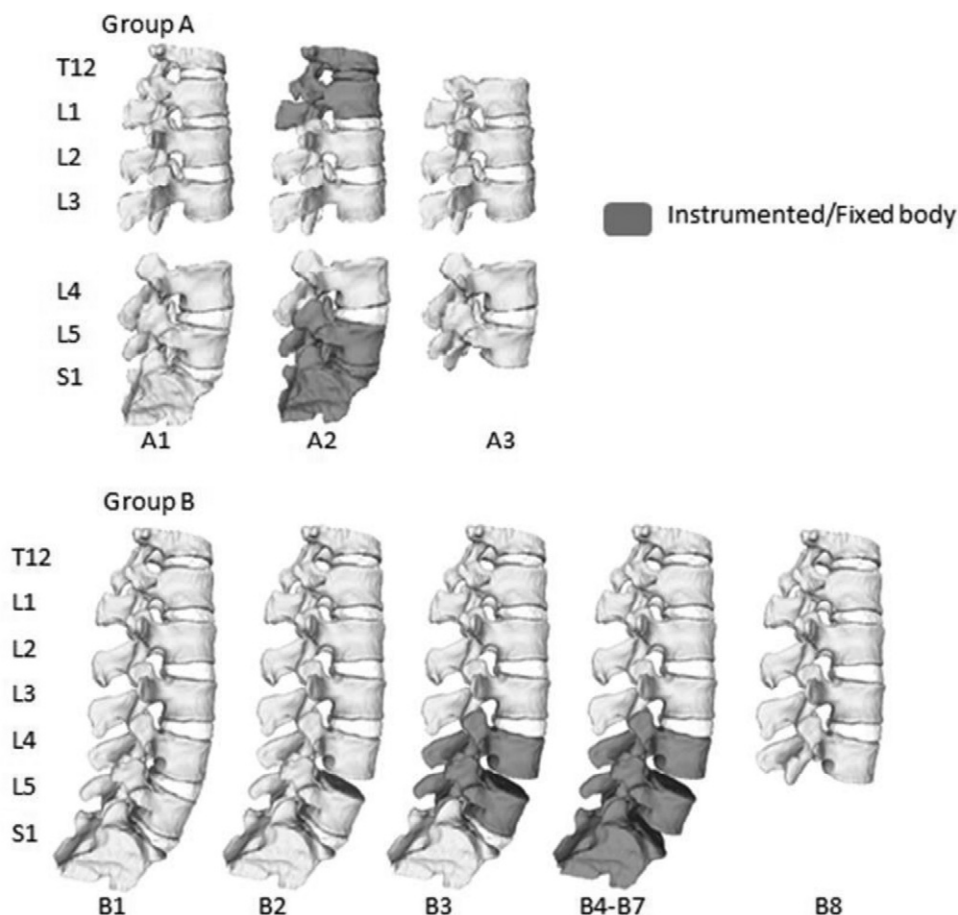 Group A
T12
L1
L2
L3
Instrumented/Fixed body
L4
L5
S1
A1 A2 A3
Group B
T12
L1
L2
L3
L4
L5
S1
B1 B2 B3 B4-B7 B8